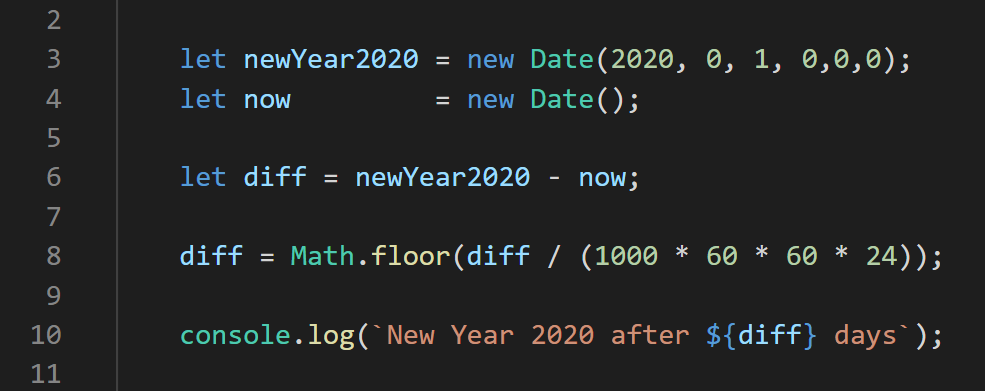 2
3 let newYear2020 = new Date(2020, 0, 1, 0,0,0);
4 let now         = new Date();
5
6 let diff = newYear2020 - now;
7
8 diff = Math.floor(diff / (1000 * 60 * 60 * 24));
9
10 console.log(`New Year 2020 after ${diff} days`);
11